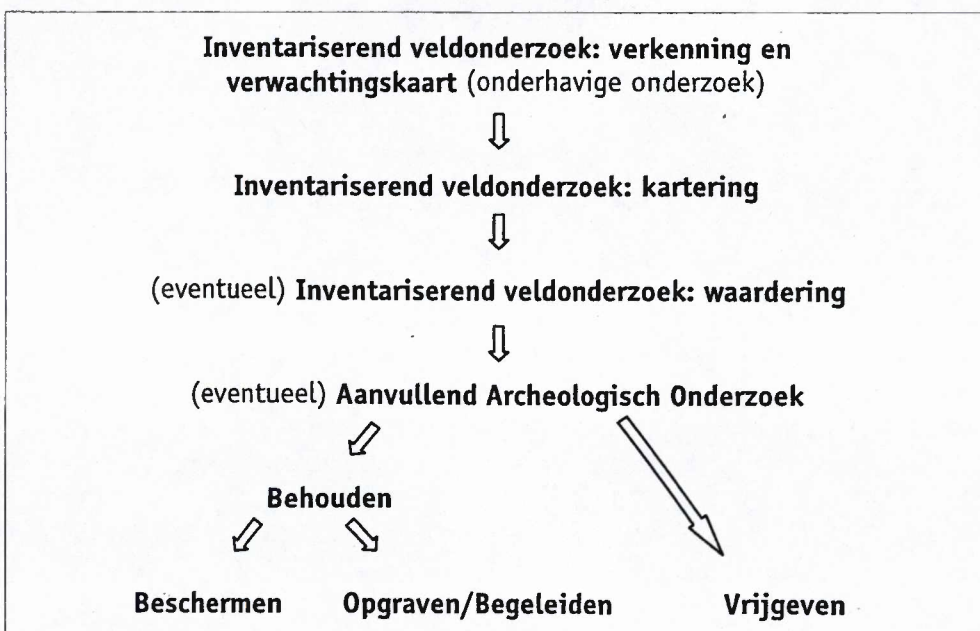 Inventariserend veldonderzoek: verkenning en
verwachtingskaart (onderhavige onderzoek)
Inventariserend veldonderzoek: kartering
(eventueel) Inventariserend veldonderzoek: waardering
(eventueel) Aanvullend Archeologisch Onderzoek
Behouden
Beschermen Opgraven/Begeleiden Vrijgeven